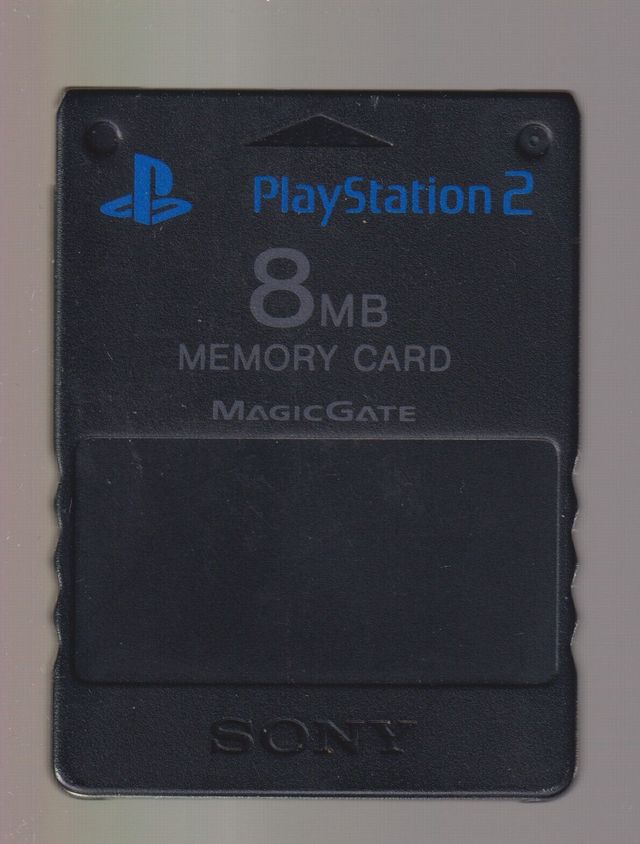 PlayStation 2
8MB
MEMORY CARD
MAGICGATE
SONY